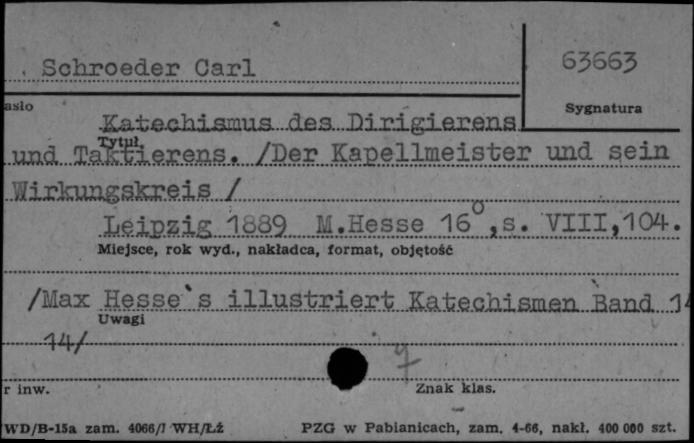 Schroeder Carl
63663
asło
Sygnatura
Katechismus des Dirigierens
Tytuł
und Taktierens. /Der Kapellmeister und sein
Wirkungskreis /
Leipzig 1889 M.Hesse 16°,s. VIII,104.
Miejsce, rok wyd., nakładca, format, objętość
/Max Hesse`s illustriert Katechismen Band 14
Uwagi
14/
r inw.
Znak klas.
WD/B-15a zam. 4066/7 WH/Łź
PZG w Pabianicach, zam. 4-66, nakł. 400 000 szt.